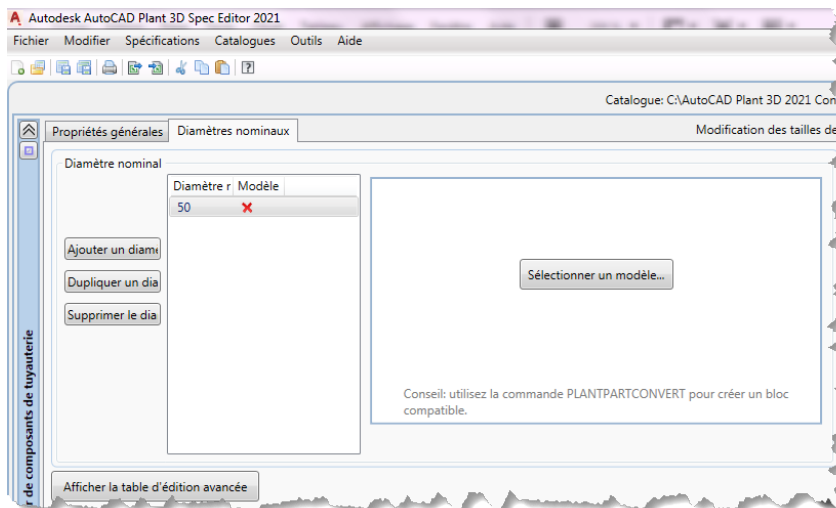 Autodesk AutoCAD Plant 3D Spec Editor 2021
Fichier Modifier Spécifications Catalogues Outils Aide
Catalogue: C:\AutoCAD Plant 3D 2021 Con
Propriétés générales Diamètres nominaux Modification des tailles de
Diamètre nominal
Diamètre r Modèle
50
Ajouter un diamè
Dupliquer un dia
Supprimer le dia
Sélectionner un modèle...
Conseil: utilisez la commande PLANTPARTCONVERT pour créer un bloc
compatible.
r de composants de tuyauterie
Afficher la table d'édition avancée